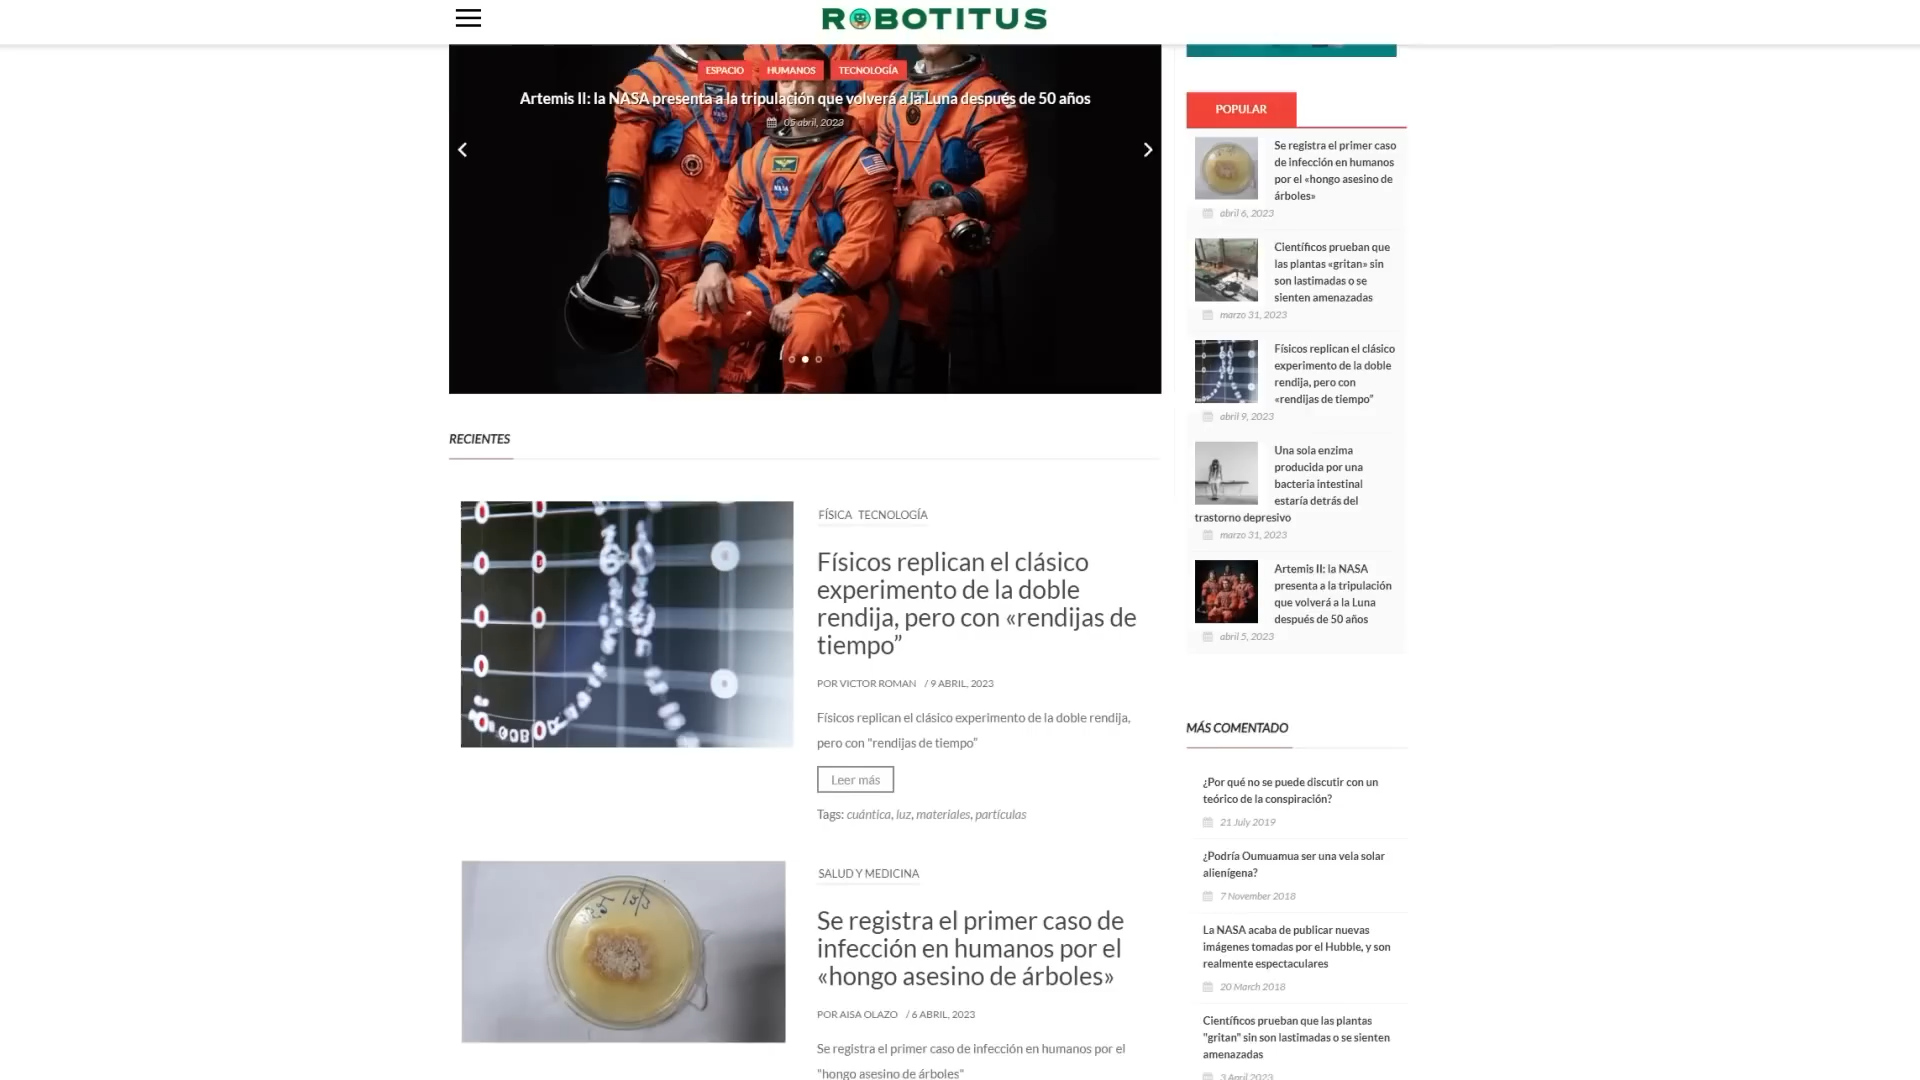 ROBOTITUS
ESPACIO HUMANOS TECNOLOGÍA
Artemis II: la NASA presenta a la tripulación que volverá a la Luna después de 50 años
05 abril, 2023
RECIENTES
FÍSICA TECNOLOGÍA
Físicos replican el clásico
experimento de la doble
rendija, pero con «rendijas de
tiempo”
POR VICTOR ROMAN / 9 ABRIL, 2023
Físicos replican el clásico experimento de la doble rendija,
pero con "rendijas de tiempo”
Leer más
Tags: cuántica, luz, materiales, partículas
SALUD Y MEDICINA
Se registra el primer caso de
infección en humanos por el
«hongo asesino de árboles»
POR AISA OLAZO / 6 ABRIL, 2023
Se registra el primer caso de infección en humanos por el
"hongo asesino de árboles"
POPULAR
Se registra el primer caso
de infección en humanos
por el «hongo asesino de
árboles»
abril 6, 2023
Científicos prueban que
las plantas «gritan» sin
son lastimadas o se
sienten amenazadas
marzo 31, 2023
Físicos replican el clásico
experimento de la doble
rendija, pero con
«rendijas de tiempo”
abril 9, 2023
Una sola enzima
producida por una
bacteria intestinal
estaría detrás del
trastorno depresivo
marzo 31, 2023
Artemis II: la NASA
presenta a la tripulación
que volverá a la Luna
después de 50 años
abril 5, 2023
MÁS COMENTADO
¿Por qué no se puede discutir con un
teórico de la conspiración?
21 July 2019
¿Podría Oumuamua ser una vela solar
alienígena?
7 November 2018
La NASA acaba de publicar nuevas
imágenes tomadas por el Hubble, y son
realmente espectaculares
20 March 2018
Científicos prueban que las plantas
"gritan" sin son lastimadas o se sienten
amenazadas
3 April 2023